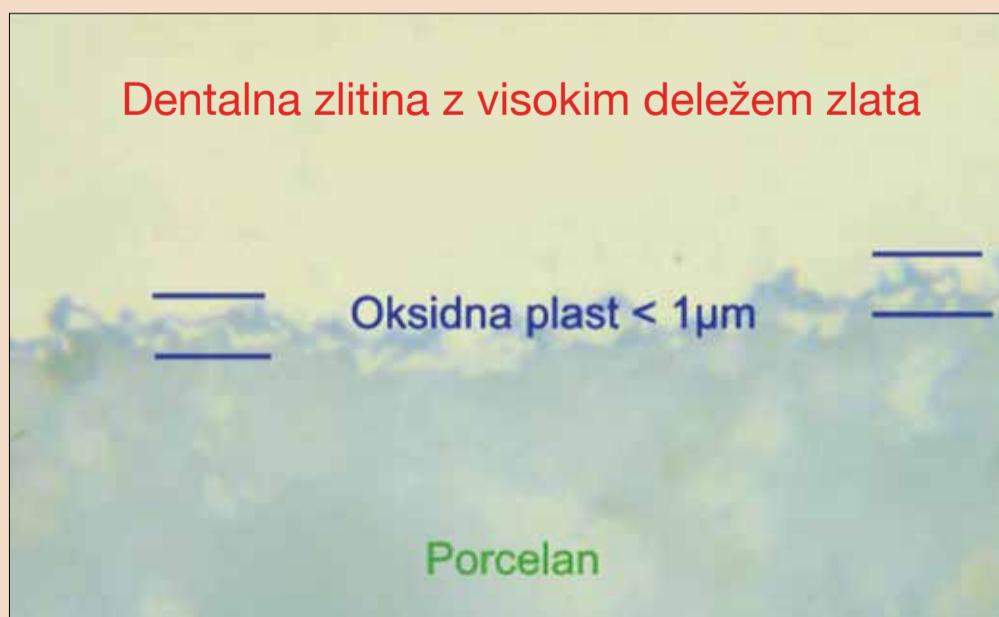 Dentalna zlitina z visokim deležem zlata
Oksidna plast < 1µm
Porcelan